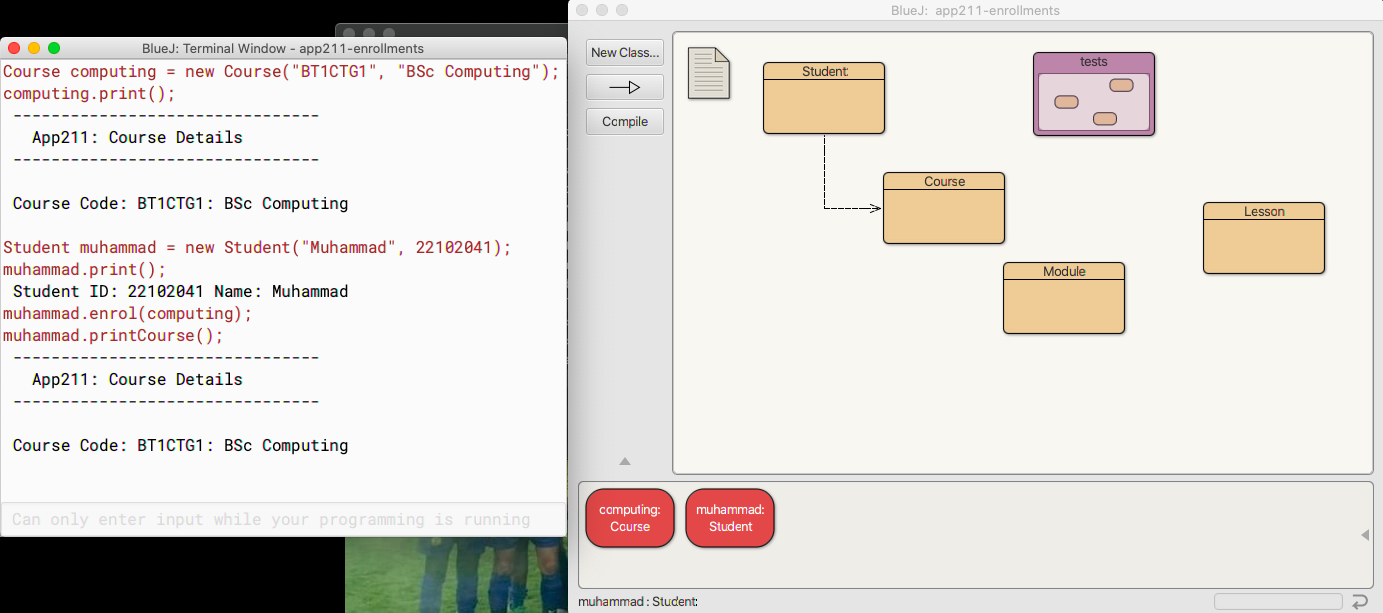 BlueJ: Terminal Window - app211-enrollments
Course computing = new Course("BT1CTG1", "BSc Computing");
computing.print();
--------------------------------
App211: Course Details
--------------------------------
Course Code: BT1CTG1: BSc Computing
Student muhammad = new Student("Muhammad", 22102041);
muhammad.print();
Student ID: 22102041 Name: Muhammad
muhammad.enrol(computing);
muhammad.printCourse();
--------------------------------
App211: Course Details
--------------------------------
Course Code: BT1CTG1: BSc Computing
Can only enter input while your programming is running
BlueJ: app211-enrollments
New Class...
Compile
Student
tests
Course
Lesson
Module
computing:
Course
muhammad:
Student
muhammad : Student: